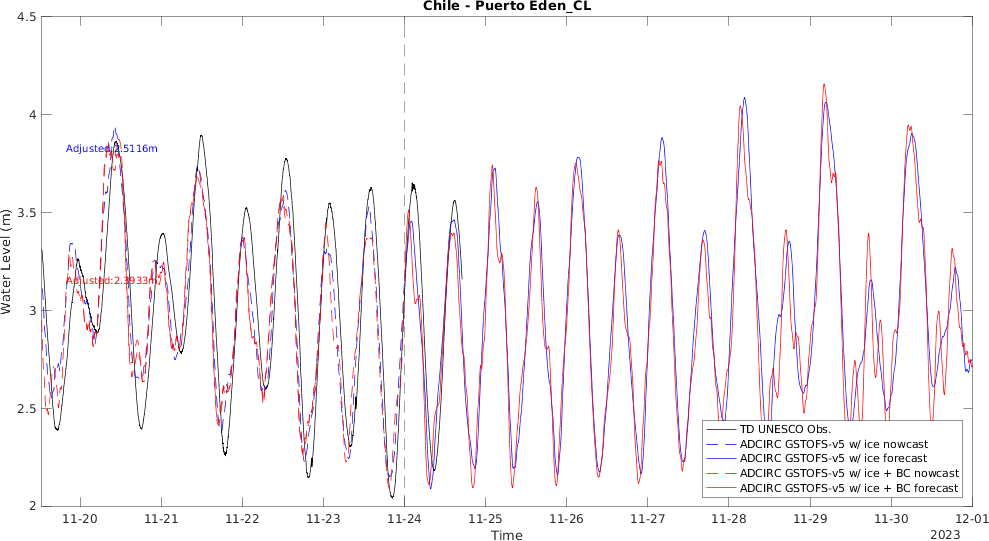 Chile - Puerto Eden_CL
Water Level (m)
4.5
4
3.5
3
2.5
2
Adjusted:2.5116m
Adjusted:2.3933m
TD UNESCO Obs.
ADCIRC GSTOFS-v5 w/ ice nowcast
ADCIRC GSTOFS-v5 w/ ice forecast
ADCIRC GSTOFS-v5 w/ ice + BC nowcast
ADCIRC GSTOFS-v5 w/ ice + BC forecast
11-20 11-21 11-22 11-23 11-24 11-25 11-26 11-27 11-28 11-29 11-30 12-01
Time
2023